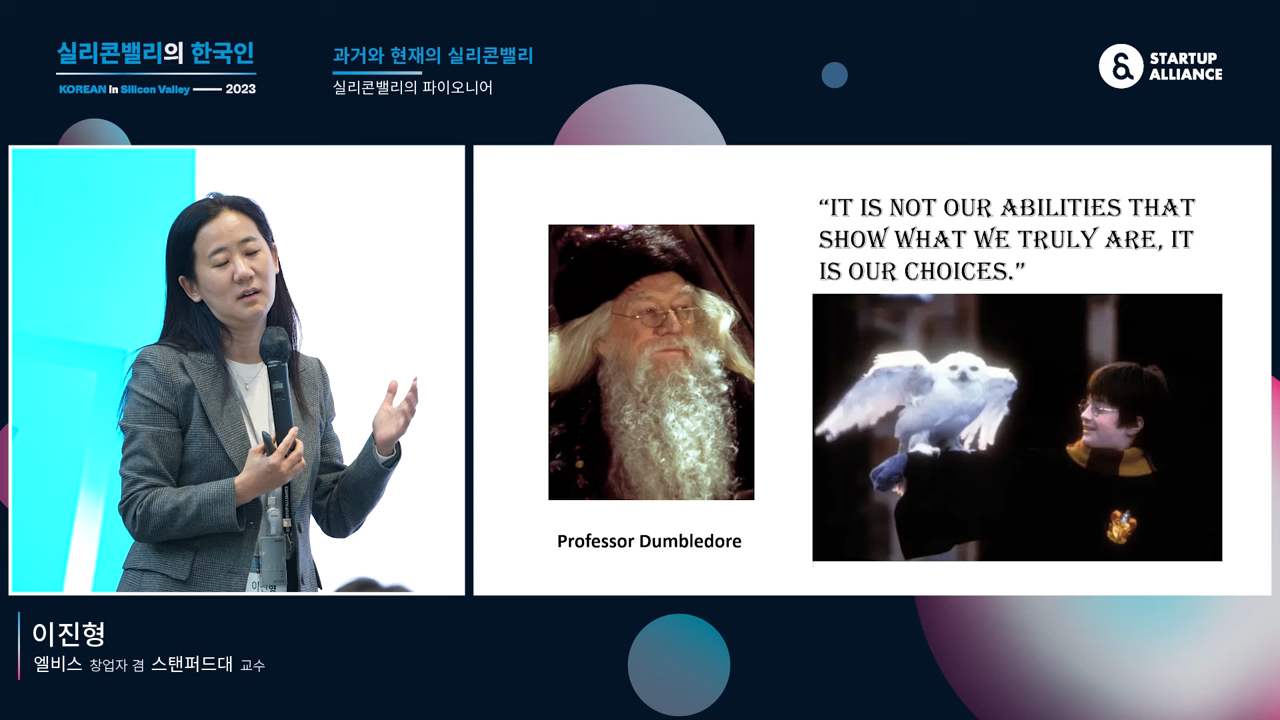 실리콘밸리의 한국인
KOREAN in Silicon Valley 2023
과거와 현재의 실리콘밸리
실리콘밸리의 파이오니어
STARTUP
ALLIANCE
“IT IS NOT OUR ABILITIES THAT
SHOW WHAT WE TRULY ARE, IT
IS OUR CHOICES.”
Professor Dumbledore
이진형
이진형
엘비스 창업자 겸 스탠퍼드대 교수